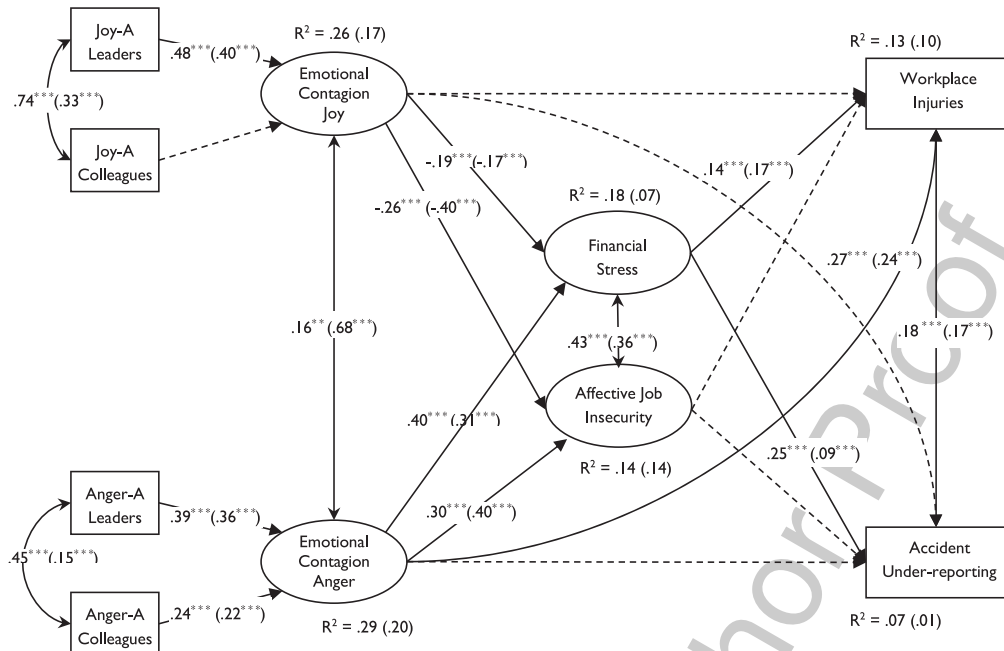 Joy-A
Leaders
.48***(.40***)
R² = .26 (.17)
R² = .13 (.10)
Emotional
Contagion
Joy
Workplace
Injuries
.74***(.33***)
Joy-A
Colleagues
-.19***(-.17***)
.14***(.17***)
-.26*** (-.40***)
R² = .18 (.07)
Financial
Stress
.27*** (.24***)
.16**(.68***)
.43***(.36***)
.18***(.17***)
Affective Job
Insecurity
.40***(.31***)
.25***(.09***)
R² = .14 (.14)
Anger-A
Leaders
.39***(.36***)
.30***(.40***)
Emotional
Contagion
Anger
Accident
Under-reporting
.45***(.15***)
Anger-A
Colleagues
.24***(.22***)
R² = .29 (.20)
R² = .07 (.01)
hor Proof